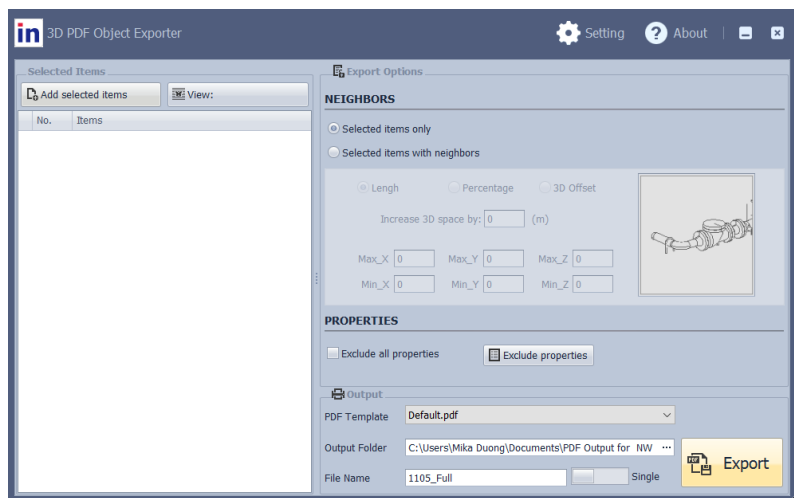 in 3D PDF Object Exporter Setting ? About
Selected Items
Add selected items View:
No. Items
Export Options
NEIGHBORS
Selected items only
Selected items with neighbors
Lengh Percentage 3D Offset
Increase 3D space by: 0 (m)
Max_X 0 Max_Y 0 Max_Z 0
Min_X 0 Min_Y 0 Min_Z 0
PROPERTIES
Exclude all properties Exclude properties
Output
PDF Template Default.pdf
Output Folder C:\Users\Mika Duong\Documents\PDF Output for NW ...
File Name 1105_Full Single
Export